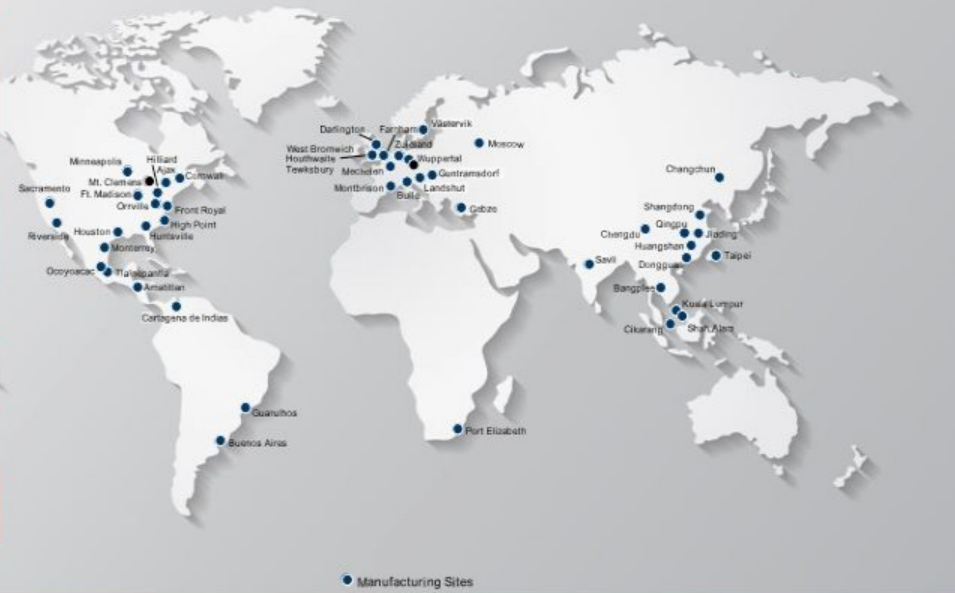 Darlington
Farnham
Västervik
West Bromwich
Zuidland
Moscow
Houthwaite
Wuppertal
Tewksbury
Mechelen
Guntramsdorf
Montbrison
Bulle
Landshut
Gebze
Minneapolis
Hilliard
Ajax
Cornwall
Mt. Clemens
Sacramento
Ft. Madison
Orrville
Front Royal
High Point
Riverside
Houston
Huntsville
Monterrey
Ocoyoacac
Tlalnepantla
Amatitlan
Cartagena de Indias
Guarulhos
Buenos Aires
Port Elizabeth
Changchun
Shangdong
Qingpu
Chengdu
Jiading
Huangshan
Savli
Dongguan
Taipei
Bangplee
Kuala Lumpur
Cikarang
Shah Alam
Manufacturing Sites